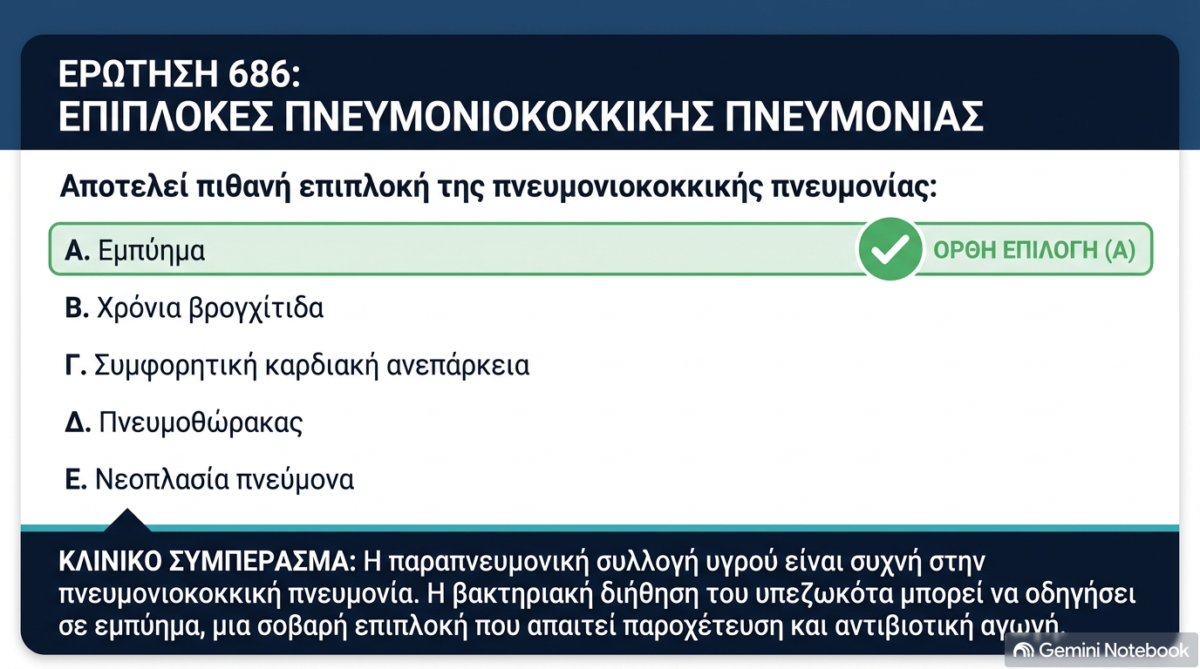 ΕΡΩΤΗΣΗ 686:
ΕΠΙΠΛΟΚΕΣ ΠΝΕΥΜΟΝΙΟΚΟΚΚΙΚΗΣ ΠΝΕΥΜΟΝΙΑΣ
Αποτελεί πιθανή επιπλοκή της πνευμονιοκοκκικής πνευμονίας:
Α. Εμπύημα
ΟΡΘΗ ΕΠΙΛΟΓΗ (Α)
Β. Χρόνια βρογχίτιδα
Γ. Συμφορητική καρδιακή ανεπάρκεια
Δ. Πνευμοθώρακας
Ε. Νεοπλασία πνεύμονα
ΚΛΙΝΙΚΟ ΣΥΜΠΕΡΑΣΜΑ: Η παραπνευμονική συλλογή υγρού είναι συχνή στην
πνευμονιοκοκκική πνευμονία. Η βακτηριακή διήθηση του υπεζωκότα μπορεί να οδηγήσει
σε εμπύημα, μια σοβαρή επιπλοκή που απαιτεί παροχέτευση και αντιβιοτική αγωγή.
Gemini Notebook